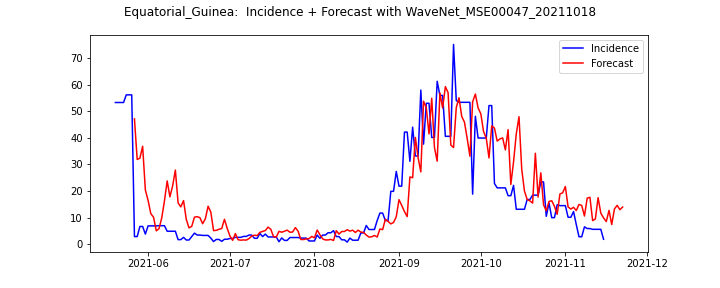 Equatorial_Guinea:  Incidence + Forecast with WaveNet_MSE00047_20211018
Incidence
Forecast
70
60
50
40
30
20
10
0
2021-06 2021-07 2021-08 2021-09 2021-10 2021-11 2021-12